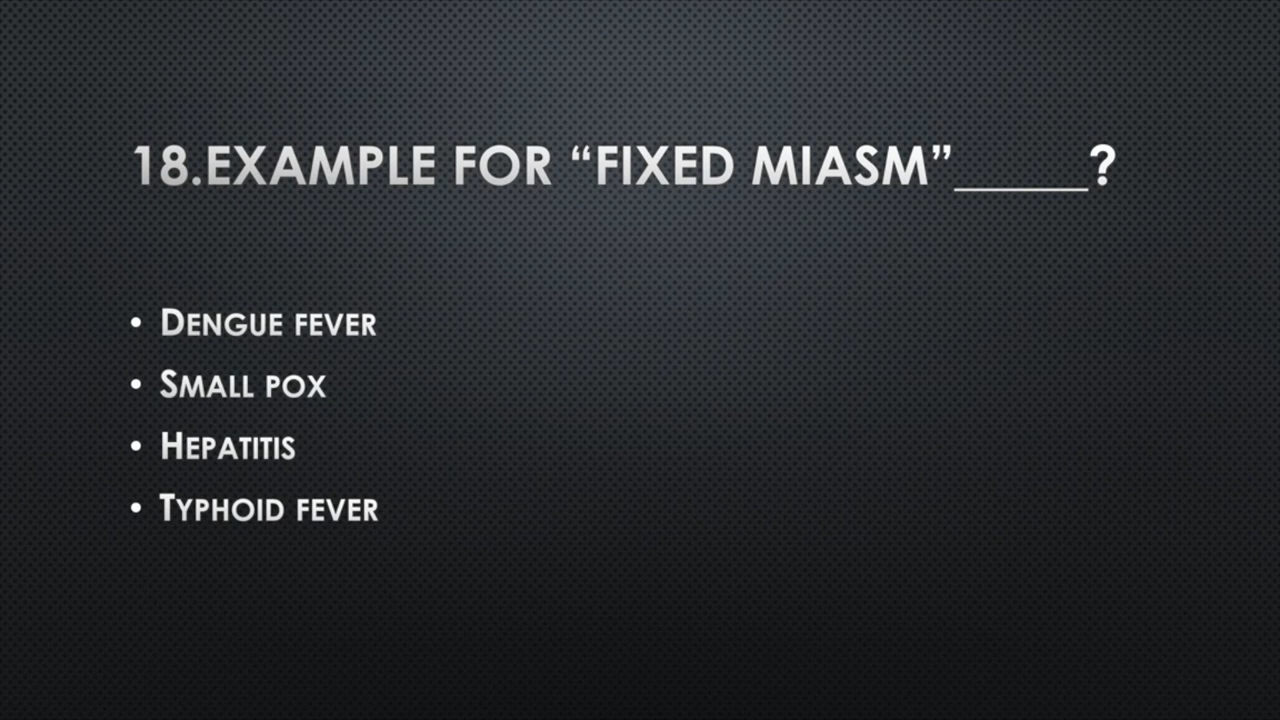 18.EXAMPLE FOR “FIXED MIASM”_____?
• DENGUE FEVER
• SMALL POX
• HEPATITIS
• TYPHOID FEVER